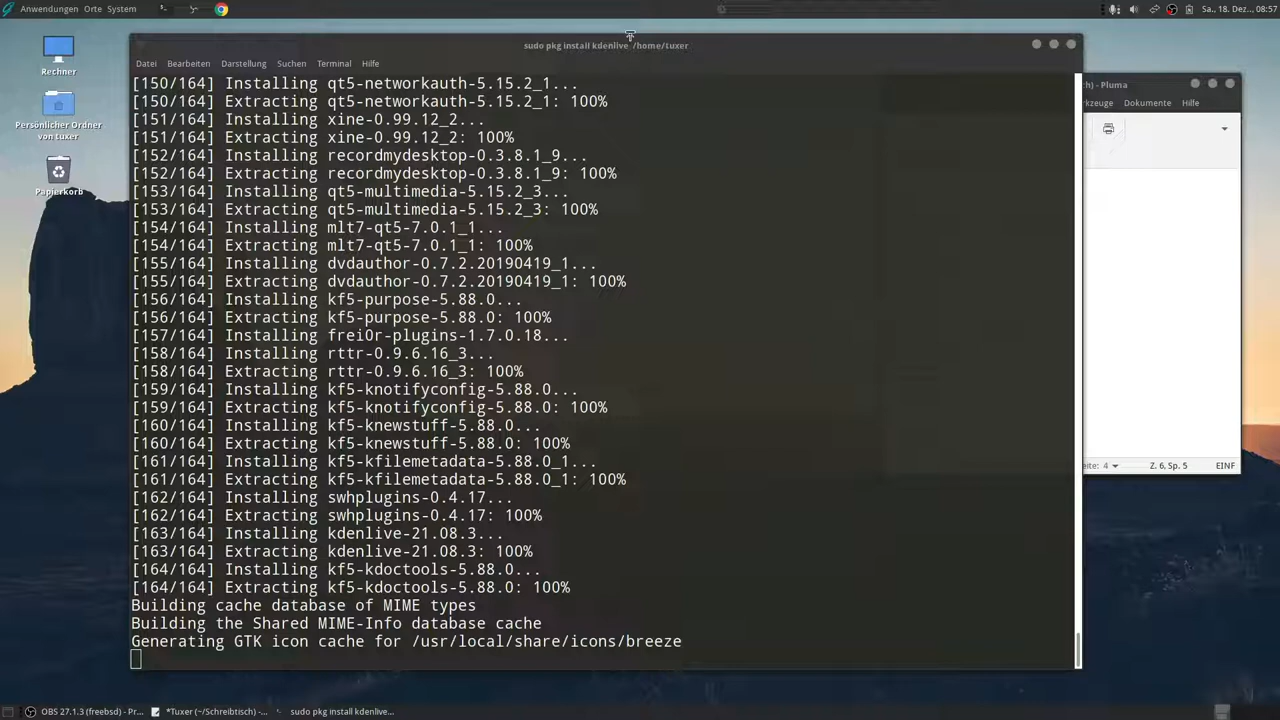 Anwendungen Orte System
Sa., 18. Dez., 08:57
Rechner
Persönlicher Ordner
von tuxer
Papierkorb
sudo pkg install kdenlive /home/tuxer
Datei Bearbeiten Darstellung Suchen Terminal Hilfe
[150/164] Installing qt5-networkauth-5.15.2_1...
[150/164] Extracting qt5-networkauth-5.15.2_1: 100%
[151/164] Installing xine-0.99.12_2...
[151/164] Extracting xine-0.99.12_2: 100%
[152/164] Installing recordmydesktop-0.3.8.1_9...
[152/164] Extracting recordmydesktop-0.3.8.1_9: 100%
[153/164] Installing qt5-multimedia-5.15.2_3...
[153/164] Extracting qt5-multimedia-5.15.2_3: 100%
[154/164] Installing mlt7-qt5-7.0.1_1...
[154/164] Extracting mlt7-qt5-7.0.1_1: 100%
[155/164] Installing dvdauthor-0.7.2.20190419_1...
[155/164] Extracting dvdauthor-0.7.2.20190419_1: 100%
[156/164] Installing kf5-purpose-5.88.0...
[156/164] Extracting kf5-purpose-5.88.0: 100%
[157/164] Installing frei0r-plugins-1.7.0.18...
[158/164] Installing rttr-0.9.6.16_3...
[158/164] Extracting rttr-0.9.6.16_3: 100%
[159/164] Installing kf5-knotifyconfig-5.88.0...
[159/164] Extracting kf5-knotifyconfig-5.88.0: 100%
[160/164] Installing kf5-knewstuff-5.88.0...
[160/164] Extracting kf5-knewstuff-5.88.0: 100%
[161/164] Installing kf5-kfilemetadata-5.88.0_1...
[161/164] Extracting kf5-kfilemetadata-5.88.0_1: 100%
[162/164] Installing swhplugins-0.4.17...
[162/164] Extracting swhplugins-0.4.17: 100%
[163/164] Installing kdenlive-21.08.3...
[163/164] Extracting kdenlive-21.08.3: 100%
[164/164] Installing kf5-kdoctools-5.88.0...
[164/164] Extracting kf5-kdoctools-5.88.0: 100%
Building cache database of MIME types
Building the Shared MIME-Info database cache
Generating GTK icon cache for /usr/local/share/icons/breeze
ch) - Pluma
rkzeuge Dokumente Hilfe
eite: 4 Z. 6, Sp. 5 EINF
OBS 27.1.3 (freebsd) - Pr... *Tuxer (~/Schreibtisch) -... sudo pkg install kdenlive...